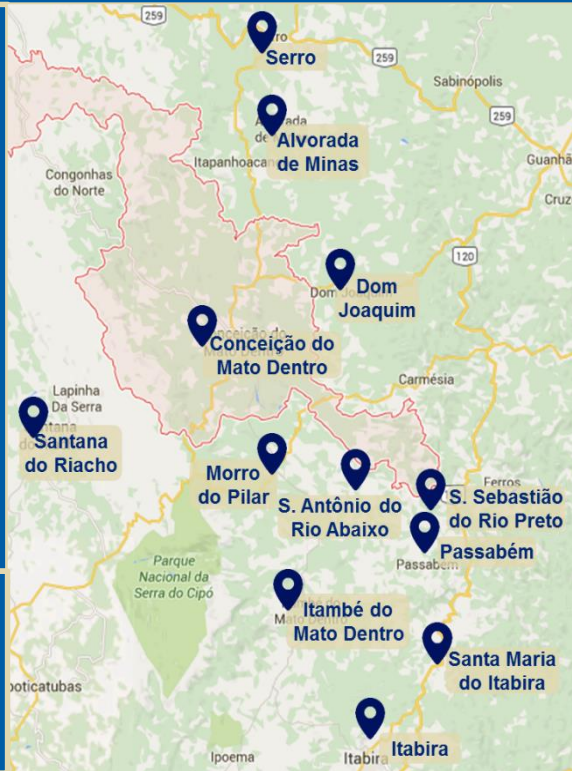 259
Serro
259
Sabinópolis
Alvorada
de Minas
259
Itapanhoacan
Guanhã
Congonhas
do Norte
Cruz
120
Dom
Joaquim
Conceição do
Mato Dentro
Carmésia
Lapinha
Da Serra
Santana
do Riacho
Morro
do Pilar
S. Antônio do
Rio Abaixo
Ferros
S. Sebastião
do Rio Preto
Passabém
Passabém
Parque
Nacional da
Serra do Cipó
Itambé do
Mato Dentro
Santa Maria
do Itabira
boticatubas
Itabira
Ipoema
Itabira